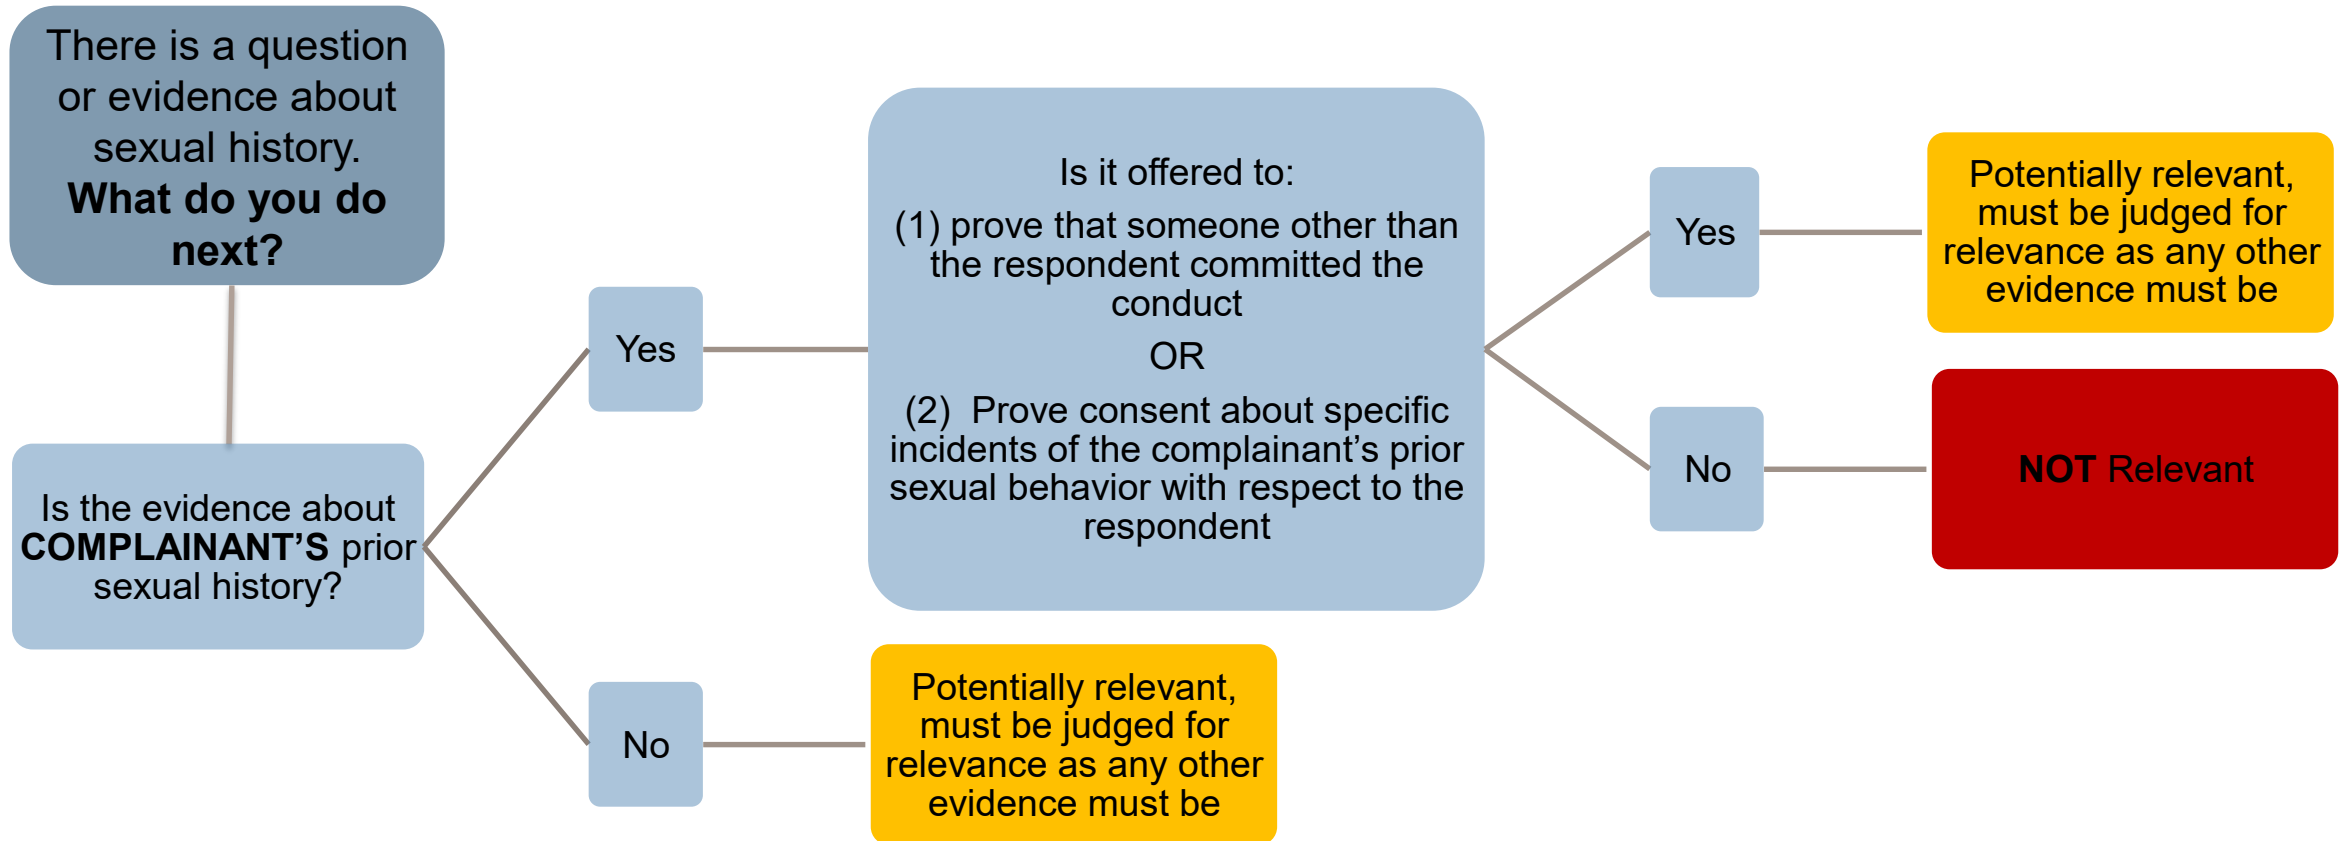 There is a question
or evidence about
sexual history.
What do you do
next?
Is the evidence about
COMPLAINANT’S prior
sexual history?
Yes
No
Is it offered to:
(1) prove that someone other than
the respondent committed the
conduct
OR
(2)  Prove consent about specific
incidents of the complainant’s prior
sexual behavior with respect to the
respondent
Potentially relevant,
must be judged for
relevance as any other
evidence must be
Yes
No
Potentially relevant,
must be judged for
relevance as any other
evidence must be
NOT Relevant